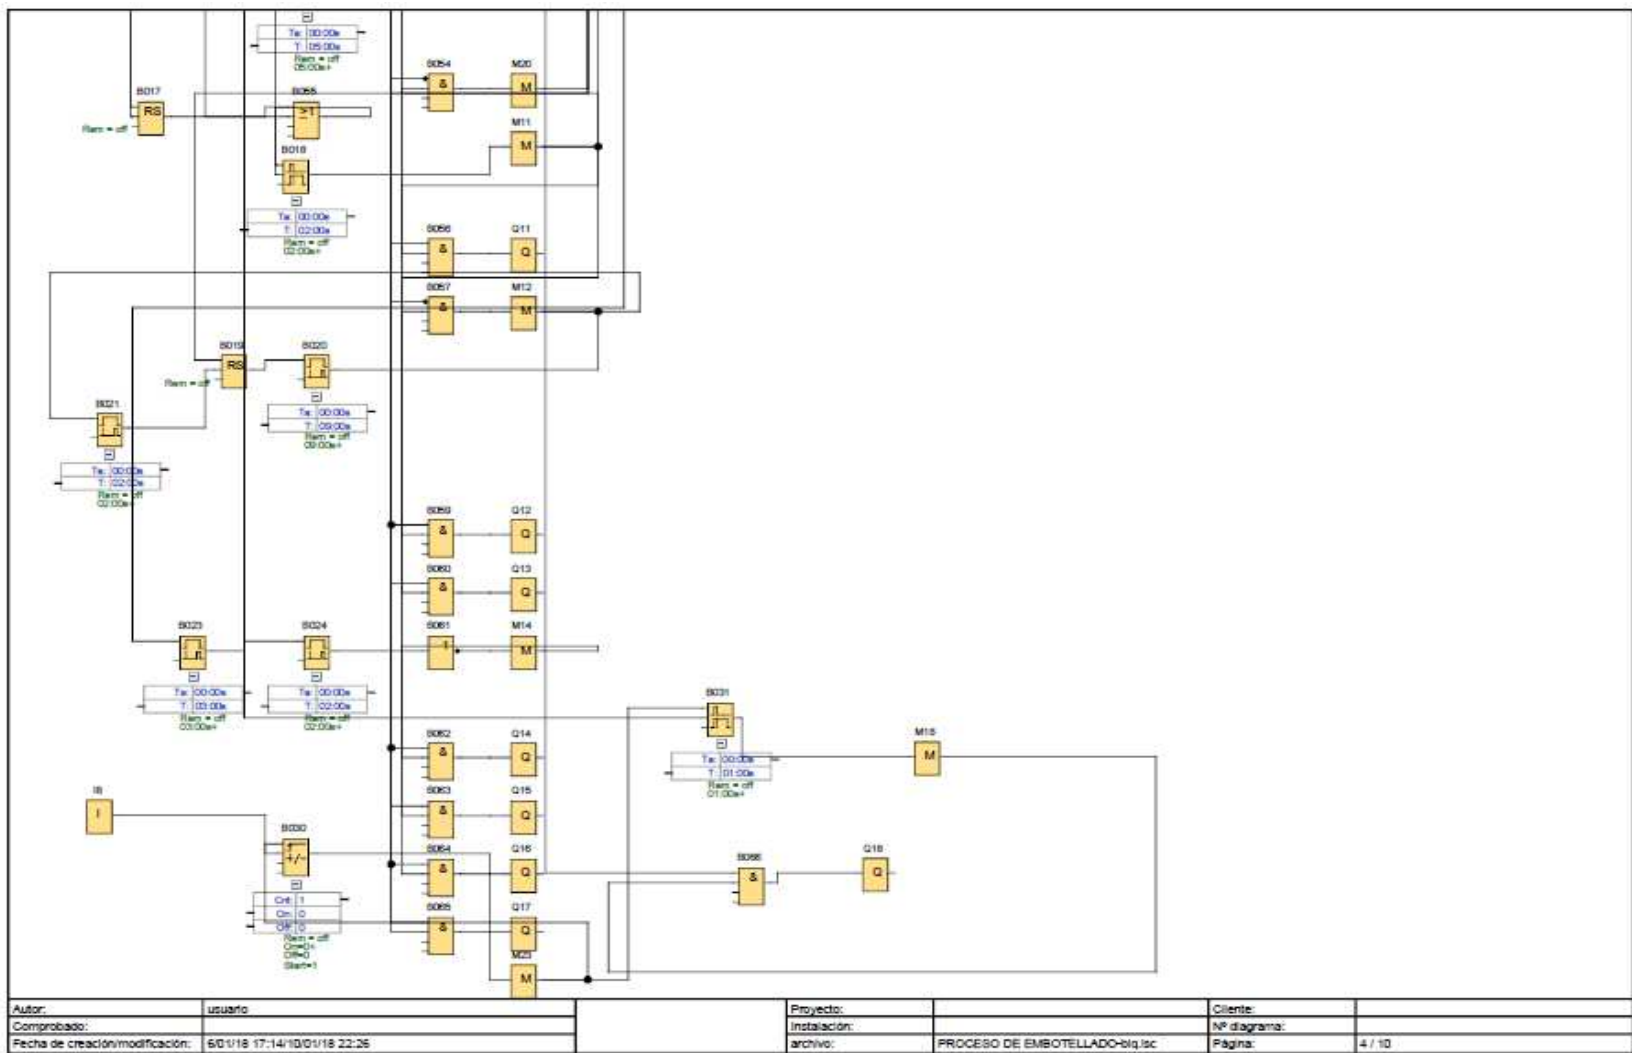 Ta: 00:00s
T: 05:00s
Rem = off
05:00s+
B054
&
M20
M
B017
RS
Rem = off
B055
≥1
M11
M
B018
Ta: 00:00s
T: 02:00s
Rem = off
02:00s+
B056
&
Q11
Q
B057
&
M12
M
B019
RS
Rem = off
B020
Ta: 00:00s
T: 09:00s
Rem = off
09:00s+
B021
Ta: 00:00s
T: 02:00s
Rem = off
02:00s+
B059
&
Q12
Q
B060
&
Q13
Q
B023
Ta: 00:00s
T: 03:00s
Rem = off
03:00s+
B024
Ta: 00:00s
T: 02:00s
Rem = off
02:00s+
B061
1
M14
M
B031
Ta: 00:00s
T: 01:00s
Rem = off
01:00s+
M15
M
B062
&
Q14
Q
I8
I
B063
&
Q15
Q
B030
+/-
Cnt: 1
On: 0
Off: 0
Rem = off
On=0+
Off=0
Start=1
B064
&
Q16
Q
B066
&
Q18
Q
B065
&
Q17
Q
M23
M
Autor: usuario
Comprobado:
Fecha de creación/modificación: 6/01/18 17:14/10/01/18 22:26
Proyecto:
Instalación:
archivo: PROCESO DE EMBOTELLADO-blq.lsc
Cliente:
Nº diagrama:
Página: 4 / 10